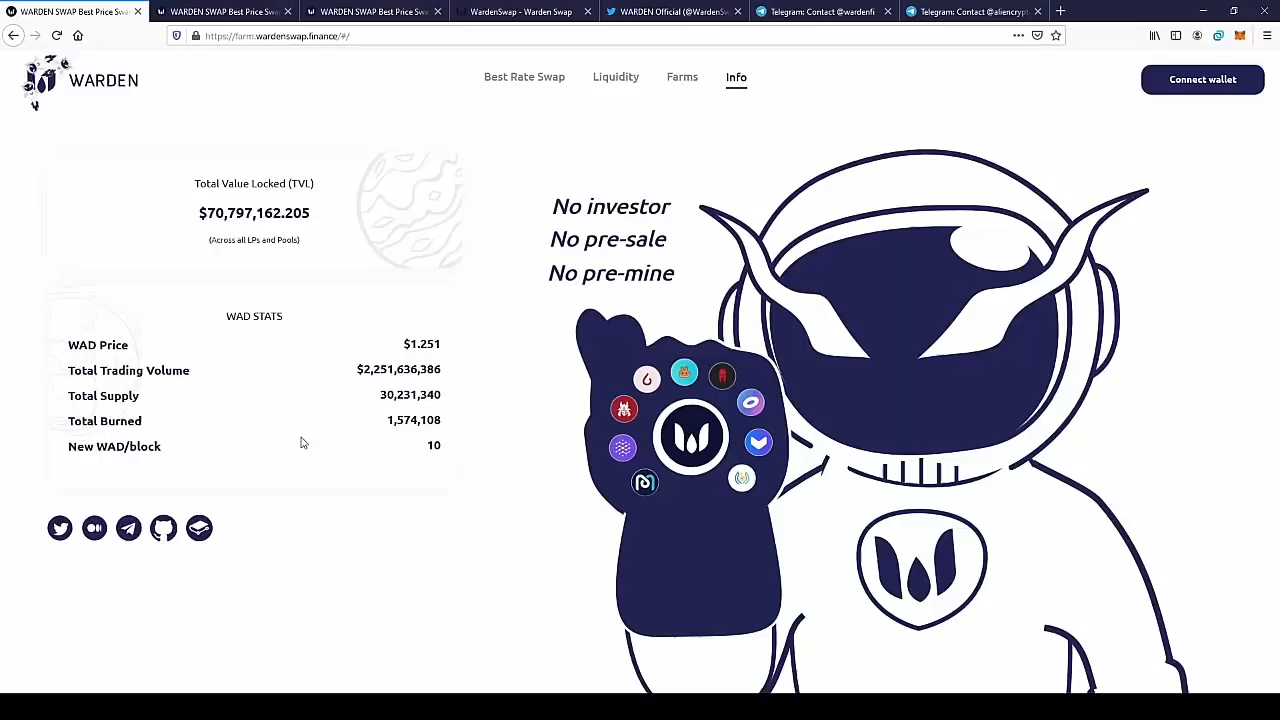 WARDEN SWAP Best Price Swa
WARDEN SWAP Best Price Swa
WARDEN SWAP Best Price Swa
WardenSwap - Warden Swap
WARDEN Official (@WardenSw
Telegram: Contact @wardenfi
Telegram: Contact @aliencrypt
https://farm.wardenswap.finance/#/
WARDEN
Best Rate Swap
Liquidity
Farms
Info
Connect wallet
Total Value Locked (TVL)
$70,797,162.205
(Across all LPs and Pools)
No investor
No pre-sale
No pre-mine
WAD STATS
WAD Price $1.251
Total Trading Volume $2,251,636,386
Total Supply 30,231,340
Total Burned 1,574,108
New WAD/block 10